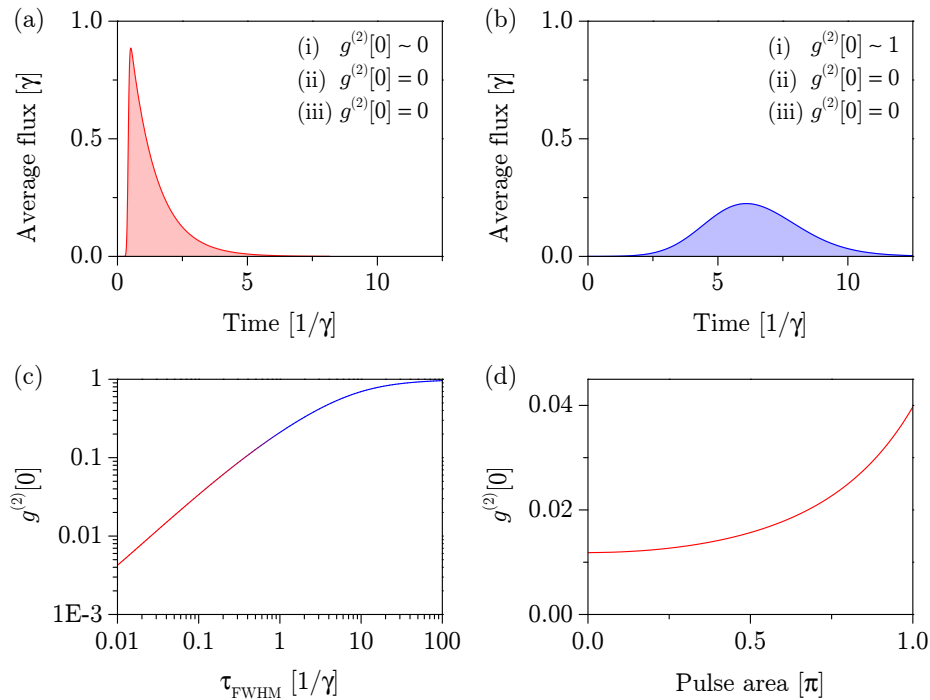 (a)
(i) g⁽²⁾[0] ~ 0
(ii) g⁽²⁾[0] = 0
(iii) g⁽²⁾[0] = 0
Average flux [γ]
1.0
0.5
0.0
0 5 10
Time [1/γ]
(b)
(i) g⁽²⁾[0] ~ 1
(ii) g⁽²⁾[0] = 0
(iii) g⁽²⁾[0] = 0
Average flux [γ]
1.0
0.5
0.0
0 5 10
Time [1/γ]
(c)
g⁽²⁾[0]
1
0.1
0.01
1E-3
0.01 0.1 1 10 100
τFWHM [1/γ]
(d)
g⁽²⁾[0]
0.04
0.02
0.00
0.0 0.5 1.0
Pulse area [π]